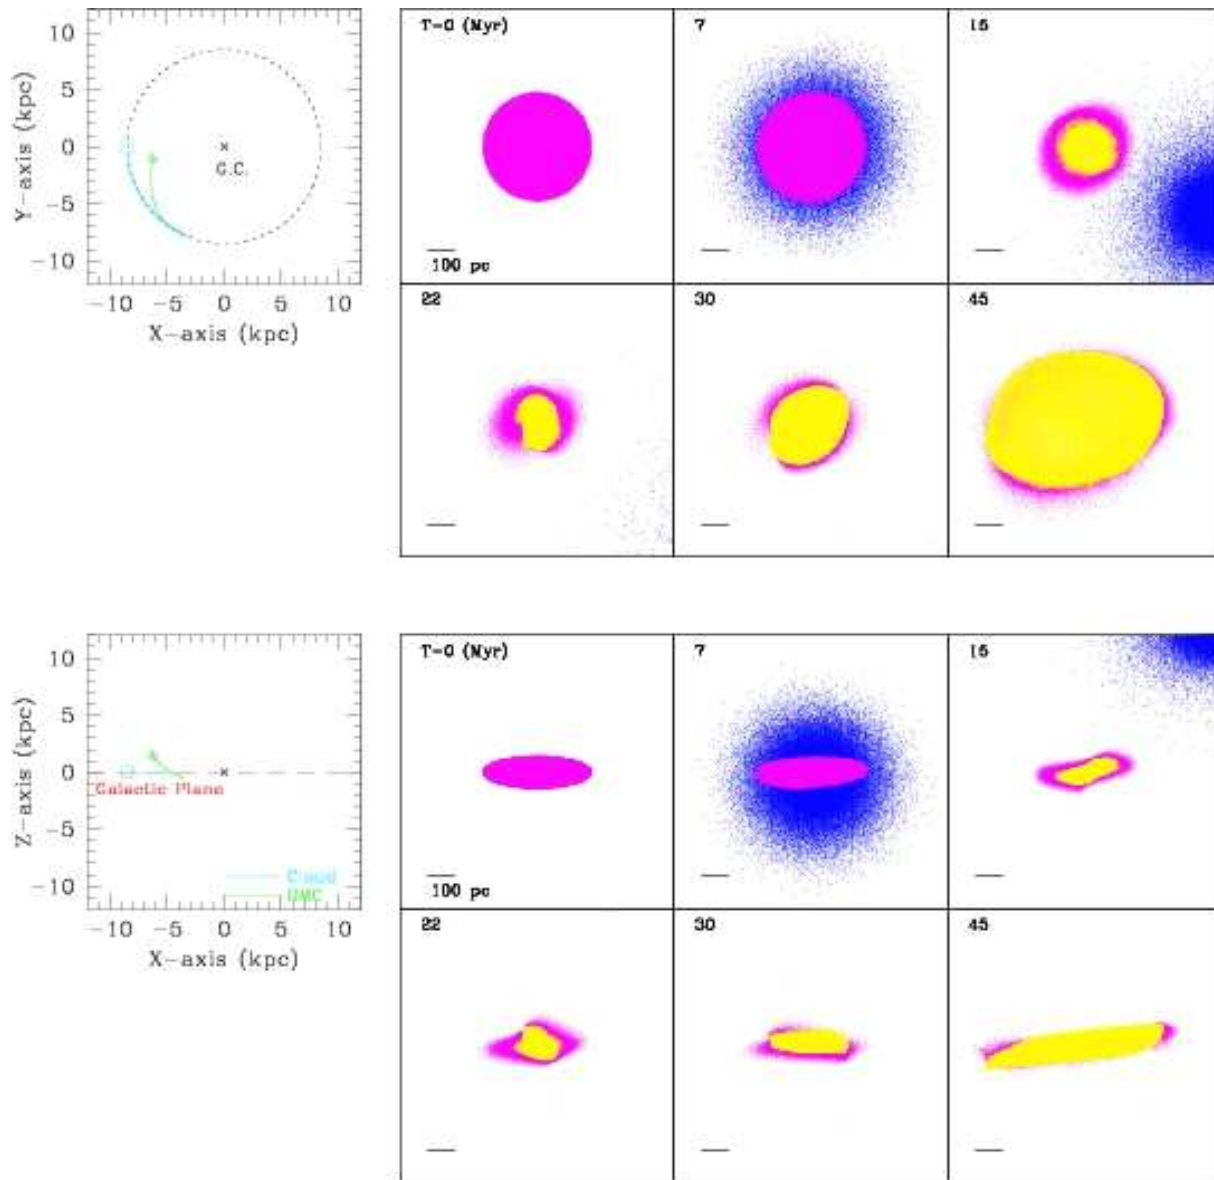 10
5
0
−5
−10
Y−axis (kpc)
G.C.
−10 −5 0 5 10
X−axis (kpc)
T-0 (Myr)
100 pc
7
15
22
30
45
10
5
0
−5
−10
Z−axis (kpc)
Galactic Plane
Cloud
DMC
−10 −5 0 5 10
X−axis (kpc)
T-0 (Myr)
100 pc
7
15
22
30
45